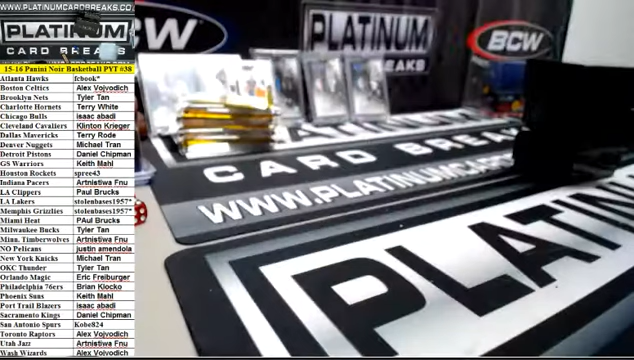 WWW.PLATINUMCARDBREAKS.CO
PLATINUM
CARD BREAKS
15-16 Panini Noir Basketball PYT #38
Atlanta Hawks fcbook*
Boston Celtics Alex Vojvodich
Brooklyn Nets Tyler Tan
Charlotte Hornets Terry White
Chicago Bulls isaac abadi
Cleveland Cavaliers Klinton Krieger
Dallas Mavericks Terry Rode
Denver Nuggets Michael Tran
Detroit Pistons Daniel Chipman
GS Warriors Keith Mahl
Houston Rockets spree43
Indiana Pacers Artnistiwa Fnu
LA Clippers Paul Brucks
LA Lakers stolenbases1957*
Memphis Grizzlies stolenbases1957*
Miami Heat PAul Brucks
Milwaukee Bucks Tyler Tan
Minn. Timberwolves Artnistiwa Fnu
NO Pelicans justin amendola
New York Knicks Michael Tran
OKC Thunder Tyler Tan
Orlando Magic Eric Freiburger
Philadelphia 76ers Brian Klocko
Phoenix Suns Keith Mahl
Port Trail Blazers isaac abadi
Sacramento Kings Daniel Chipman
San Antonio Spurs Kobe824
Toronto Raptors Alex Vojvodich
Utah Jazz Artnistiwa Fnu
Wash Wizards Alex Vojvodich
BCW
PLATINUM
BREAKS
BCW
CARD BREA
WWW.PLATINUM
PLATINU